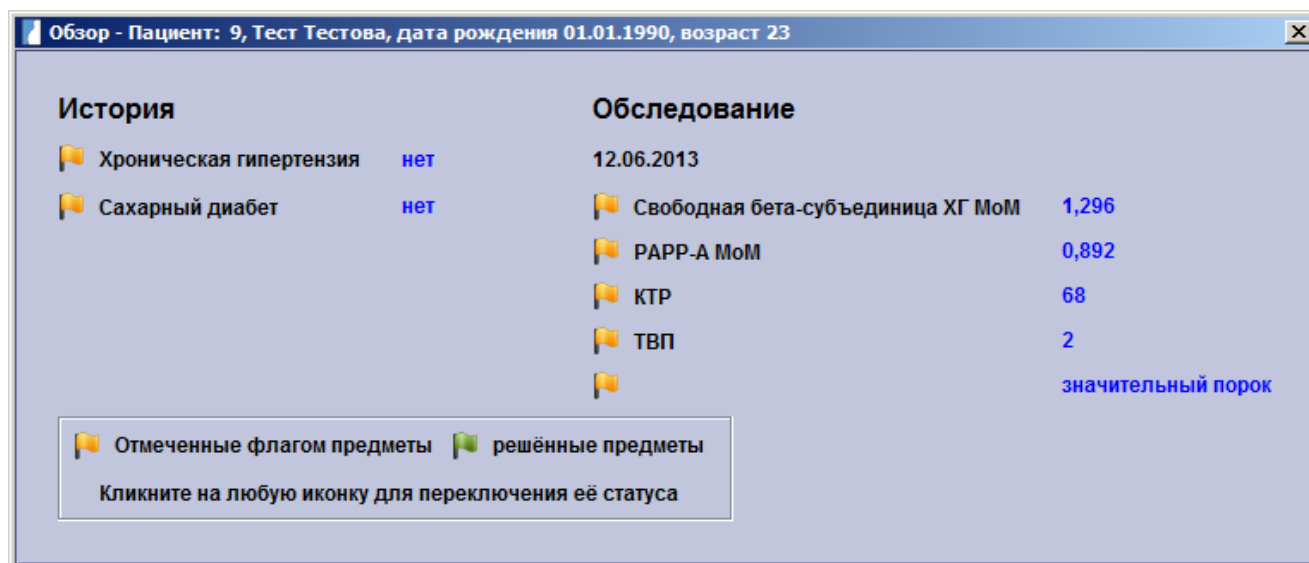 Обзор - Пациент: 9, Тест Тестова, дата рождения 01.01.1990, возраст 23
История
Хроническая гипертензия нет
Сахарный диабет нет
Обследование
12.06.2013
Свободная бета-субъединица ХГ МоМ 1,296
PAPP-A МоМ 0,892
КТР 68
ТВП 2
значительный порок
Отмеченные флагом предметы решённые предметы
Кликните на любую иконку для переключения её статуса